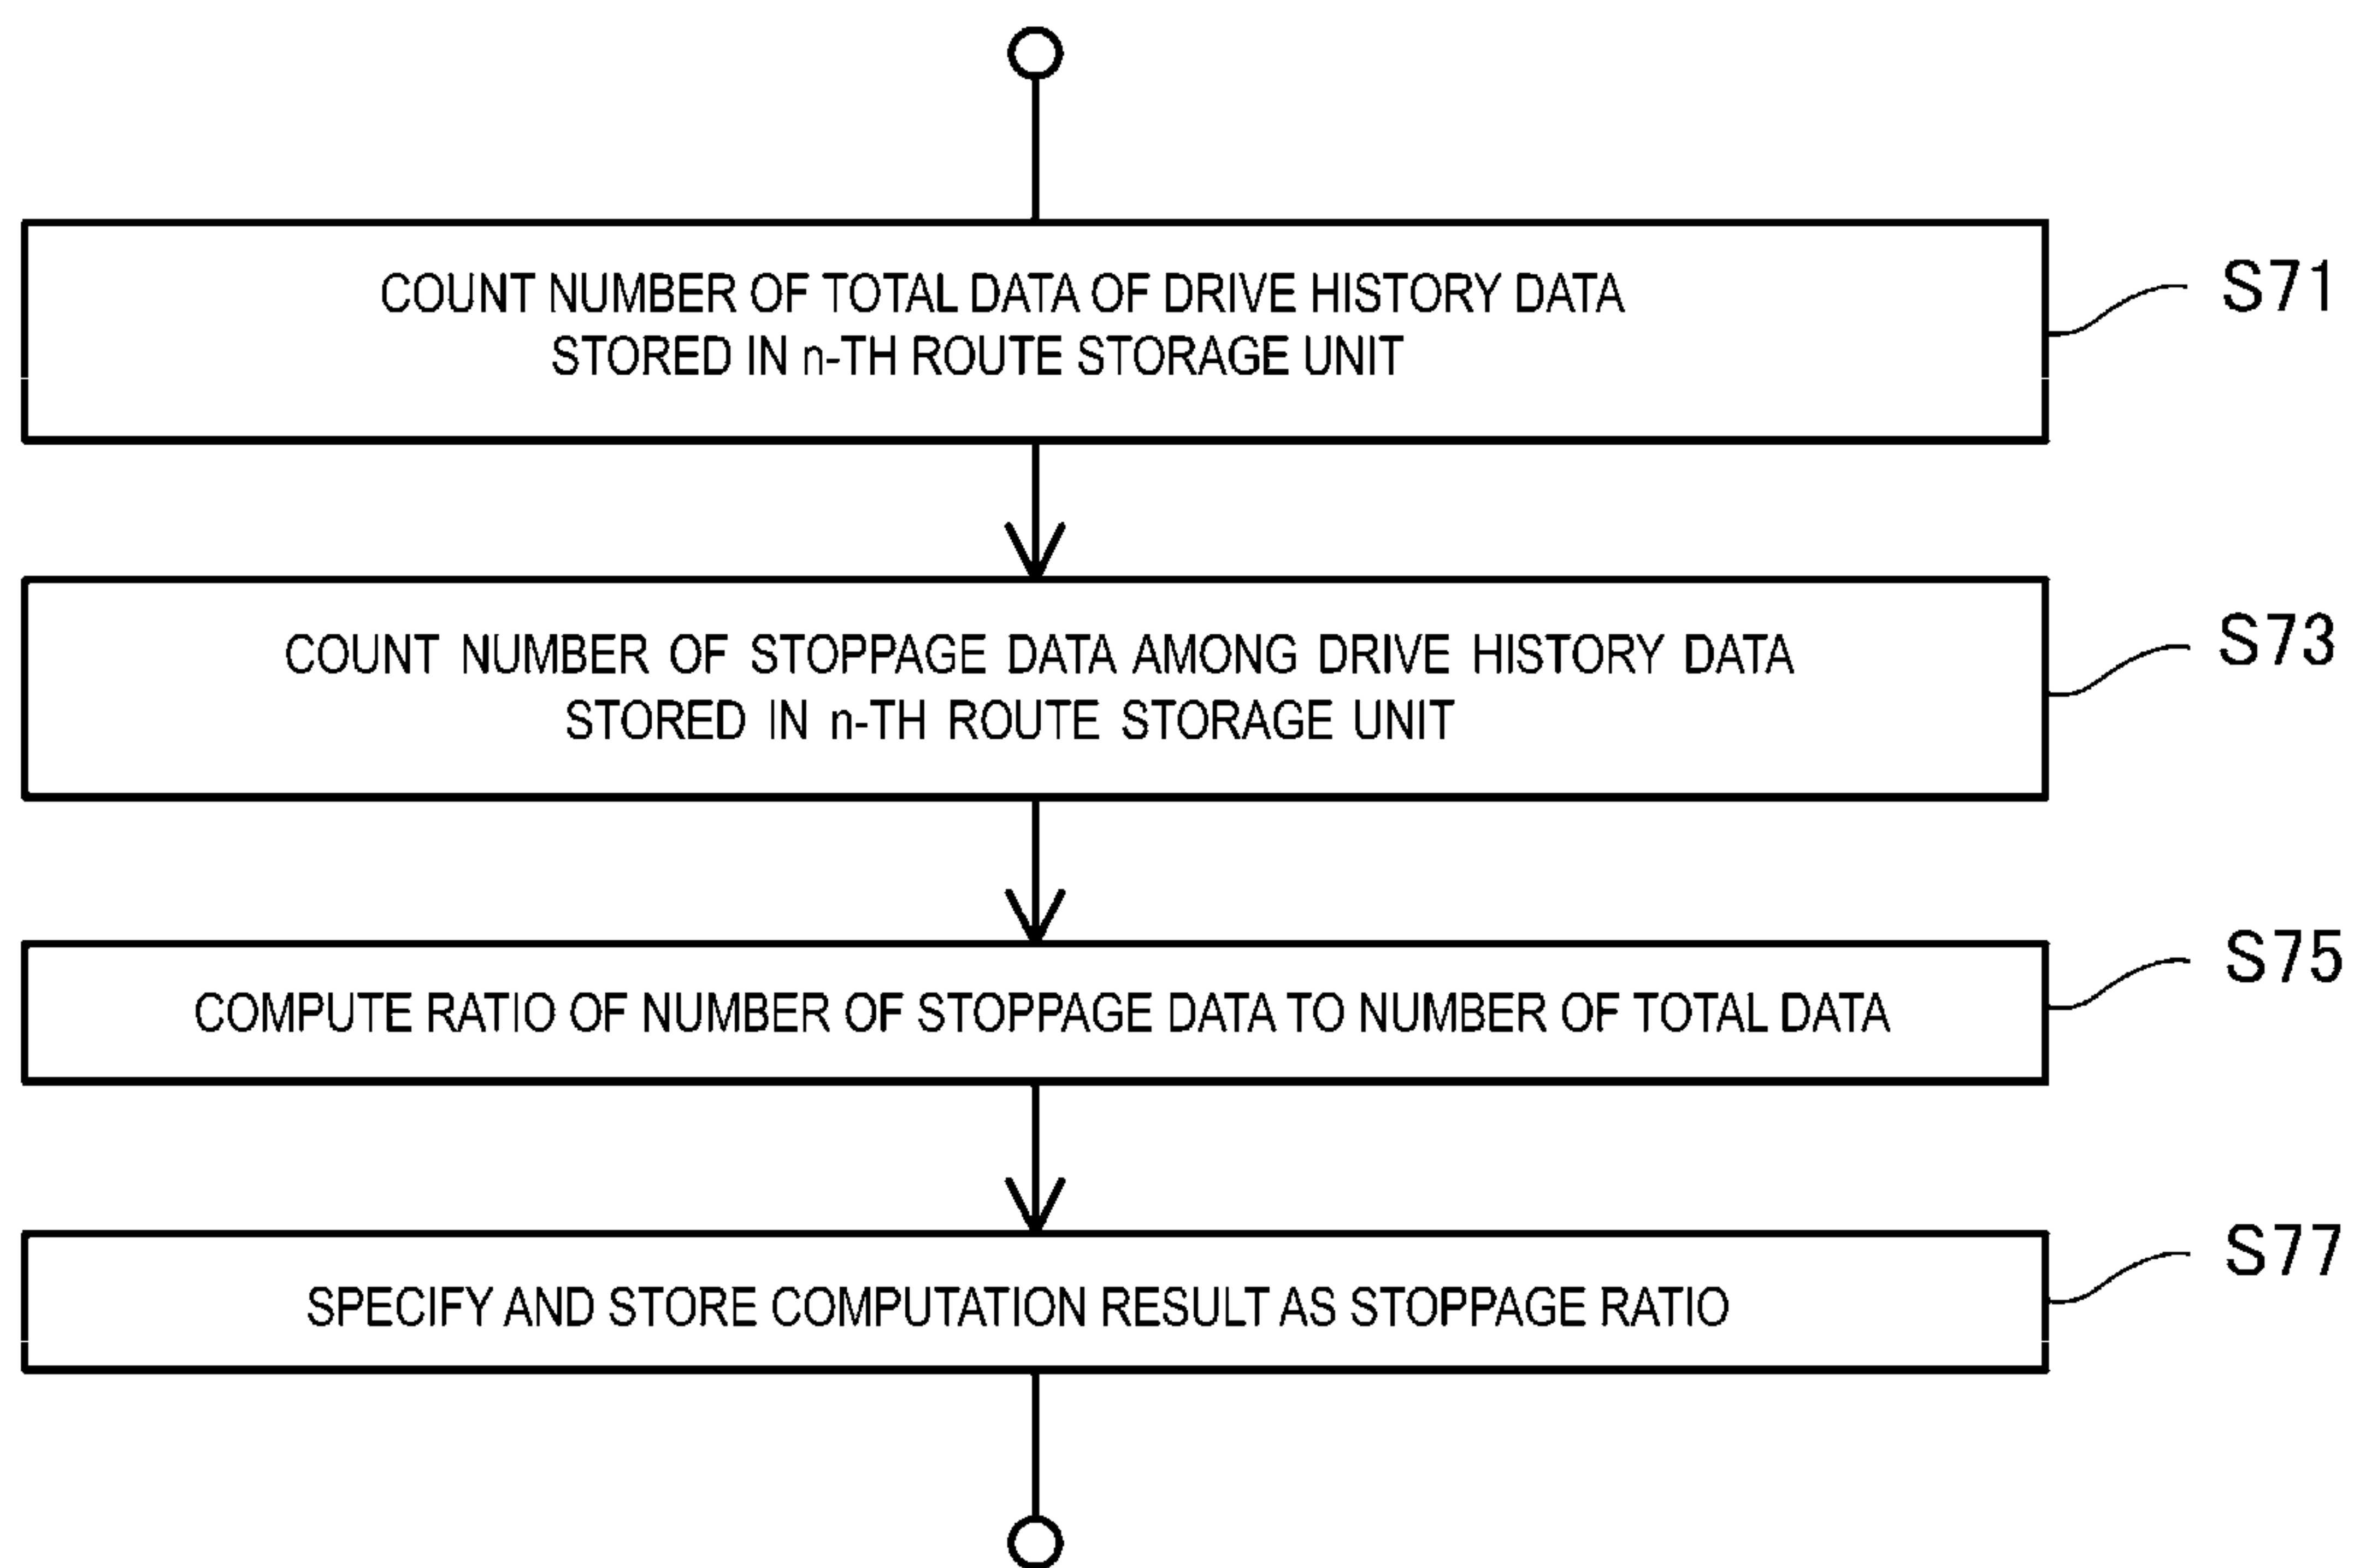 COUNT NUMBER OF TOTAL DATA OF DRIVE HISTORY DATA
STORED IN n-TH ROUTE STORAGE UNIT
S71
COUNT NUMBER OF STOPPAGE DATA AMONG DRIVE HISTORY DATA
STORED IN n-TH ROUTE STORAGE UNIT
S73
COMPUTE RATIO OF NUMBER OF STOPPAGE DATA TO NUMBER OF TOTAL DATA
S75
SPECIFY AND STORE COMPUTATION RESULT AS STOPPAGE RATIO
S77